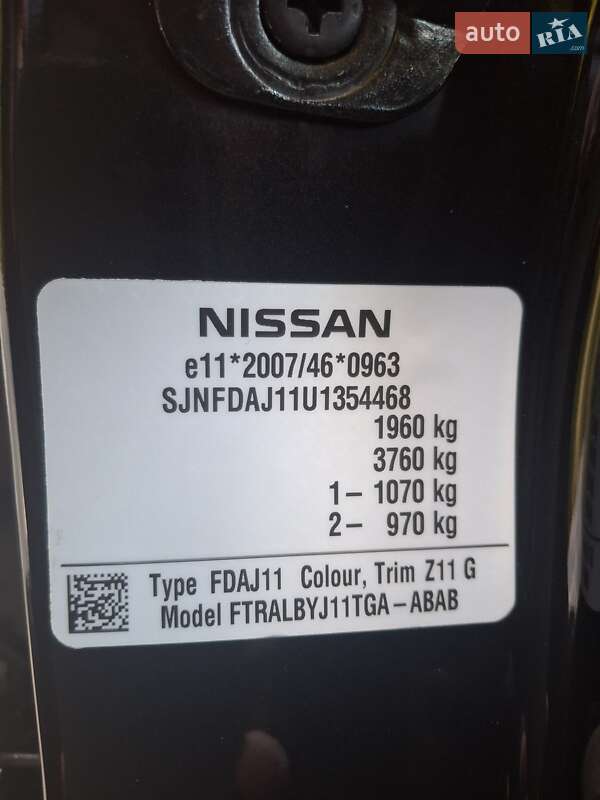 auto RIA .com
NISSAN
e11*2007/46*0963
SJNFDAJ11U1354468
1960 kg
3760 kg
1– 1070 kg
2– 970 kg
Type FDAJ11 Colour, Trim Z11 G
Model FTRALBYJ11TGA–ABAB